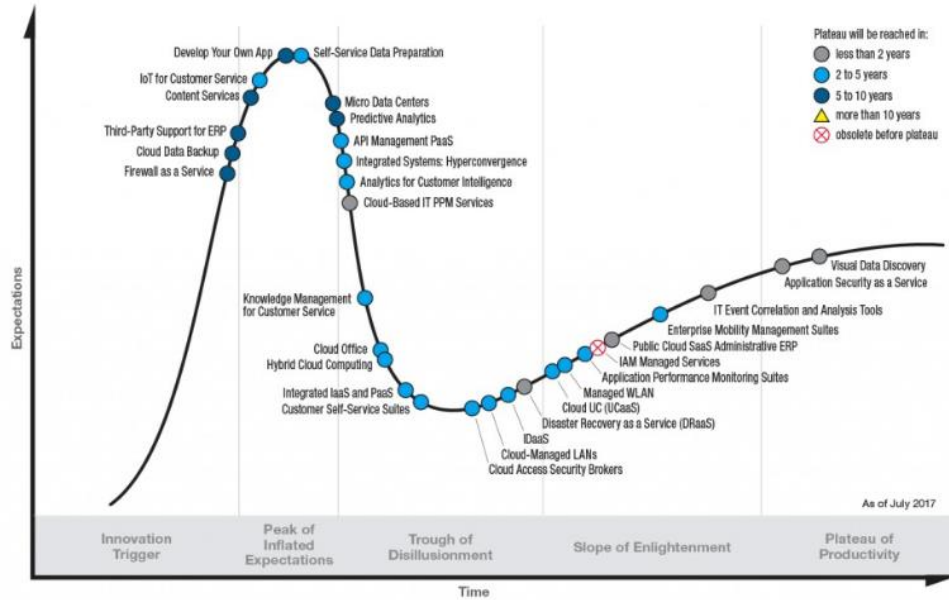 Develop Your Own App
Self-Service Data Preparation
IoT for Customer Service
Content Services
Third-Party Support for ERP
Cloud Data Backup
Firewall as a Service
Micro Data Centers
Predictive Analytics
API Management PaaS
Integrated Systems: Hyperconvergence
Analytics for Customer Intelligence
Cloud-Based IT PPM Services
Plateau will be reached in:
less than 2 years
2 to 5 years
5 to 10 years
more than 10 years
obsolete before plateau
Knowledge Management
for Customer Service
Cloud Office
Hybrid Cloud Computing
Integrated IaaS and PaaS
Customer Self-Service Suites
Visual Data Discovery
Application Security as a Service
IT Event Correlation and Analysis Tools
Enterprise Mobility Management Suites
Public Cloud SaaS Administrative ERP
IAM Managed Services
Application Performance Monitoring Suites
Managed WLAN
Cloud UC (UCaaS)
Disaster Recovery as a Service (DRaaS)
IDaaS
Cloud-Managed LANs
Cloud Access Security Brokers
As of July 2017
Expectations
Innovation
Trigger
Peak of
Inflated
Expectations
Trough of
Disillusionment
Slope of Enlightenment
Plateau of
Productivity
Time